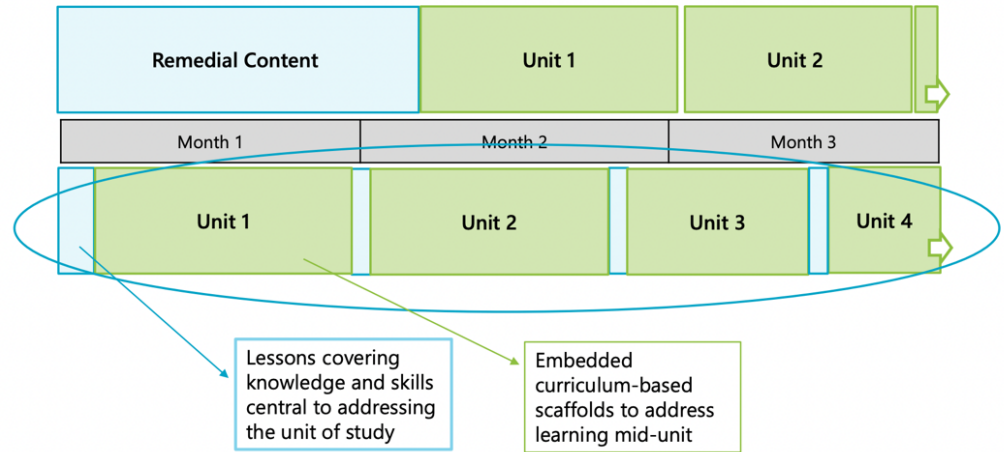 Remedial Content
Unit 1
Unit 2
Month 1
Month 2
Month 3
Unit 1
Unit 2
Unit 3
Unit 4
Lessons covering
knowledge and skills
central to addressing
the unit of study
Embedded
curriculum-based
scaffolds to address
learning mid-unit